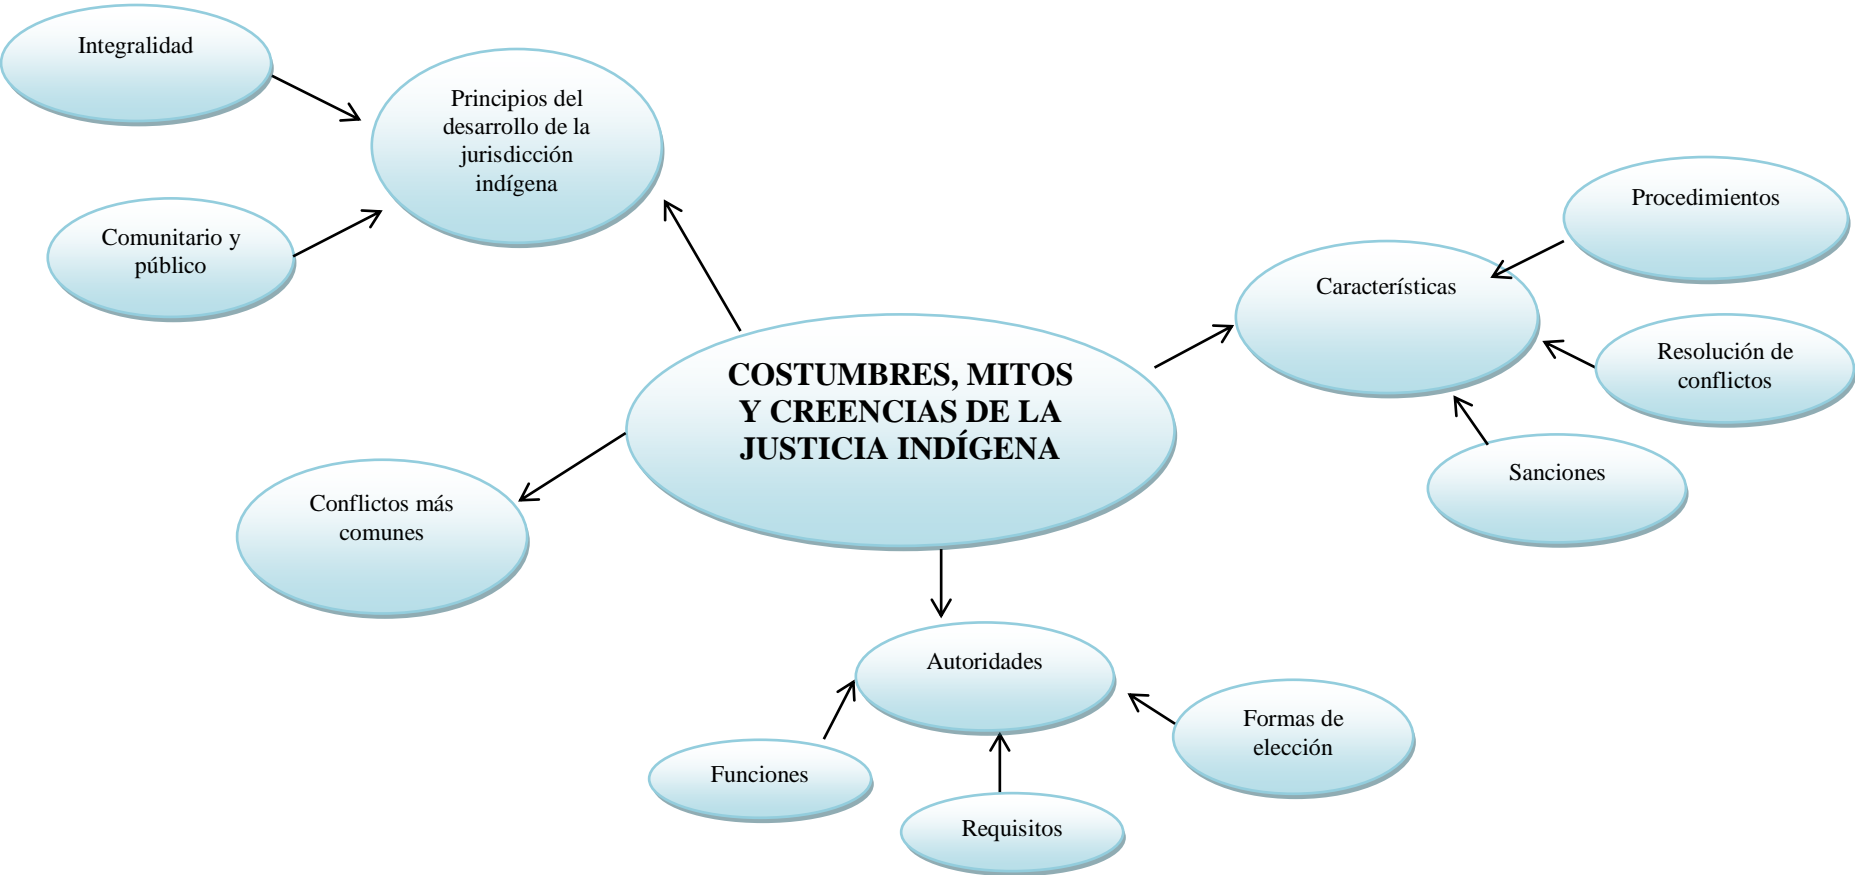 Integralidad
Principios del
desarrollo de la
jurisdicción
indígena
Comunitario y
público
Procedimientos
Características
Resolución de
conflictos
Sanciones
COSTUMBRES, MITOS
Y CREENCIAS DE LA
JUSTICIA INDÍGENA
Conflictos más
comunes
Autoridades
Formas de
elección
Funciones
Requisitos